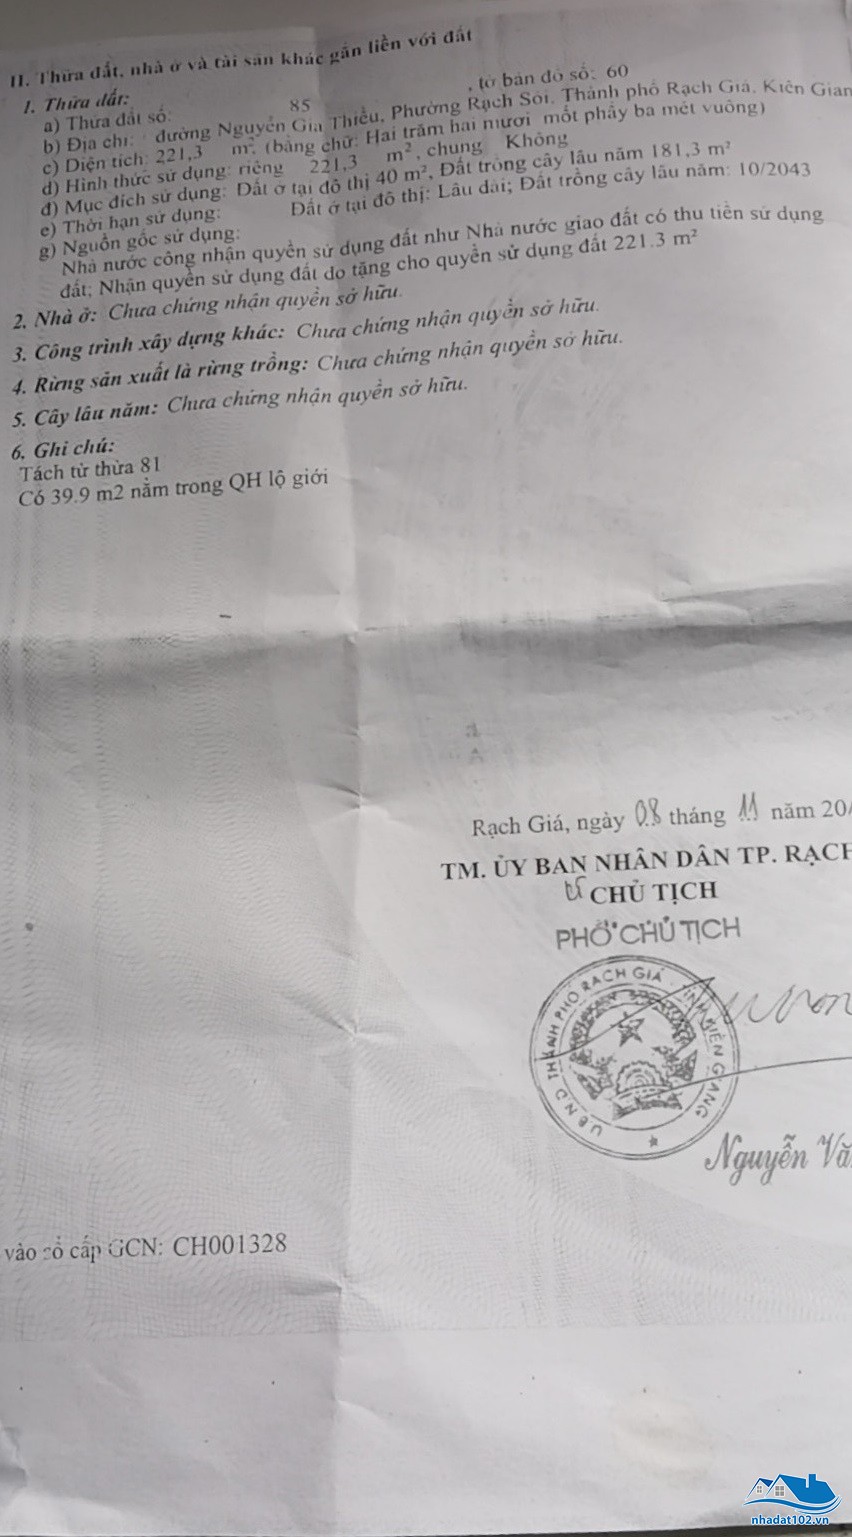 II. Thửa đất, nhà ở và tài sản khác gắn liền với đất
1. Thửa đất:
a) Thửa đất số: 85 , tờ bản đồ số: 60
b) Địa chỉ: đường Nguyễn Gia Thiều, Phường Rạch Sỏi, Thành phố Rạch Giá, Kiên Gian
c) Diện tích: 221,3 m², (bằng chữ: Hai trăm hai mươi mốt phẩy ba mét vuông)
d) Hình thức sử dụng: riêng 221,3 m², chung Không
đ) Mục đích sử dụng: Đất ở tại đô thị 40 m², Đất trồng cây lâu năm 181,3 m²
e) Thời hạn sử dụng: Đất ở tại đô thị: Lâu dài; Đất trồng cây lâu năm: 10/2043
g) Nguồn gốc sử dụng:
Nhà nước công nhận quyền sử dụng đất như Nhà nước giao đất có thu tiền sử dụng
đất; Nhận quyền sử dụng đất do tặng cho quyền sử dụng đất 221.3 m²
2. Nhà ở: Chưa chứng nhận quyền sở hữu.
3. Công trình xây dựng khác: Chưa chứng nhận quyền sở hữu.
4. Rừng sản xuất là rừng trồng: Chưa chứng nhận quyền sở hữu.
5. Cây lâu năm: Chưa chứng nhận quyền sở hữu.
6. Ghi chú:
Tách từ thửa 81
Có 39.9 m2 nằm trong QH lộ giới
Rạch Giá, ngày 08 tháng 11 năm 20
TM. ỦY BAN NHÂN DÂN TP. RẠCH
CHỦ TỊCH
PHÓ CHỦ TỊCH
U.B.N.D THÀNH PHỐ RẠCH GIÁ TỈNH KIÊN GIANG
Nguyễn Vă
vào sổ cấp GCN: CH001328
nhadat102.vn